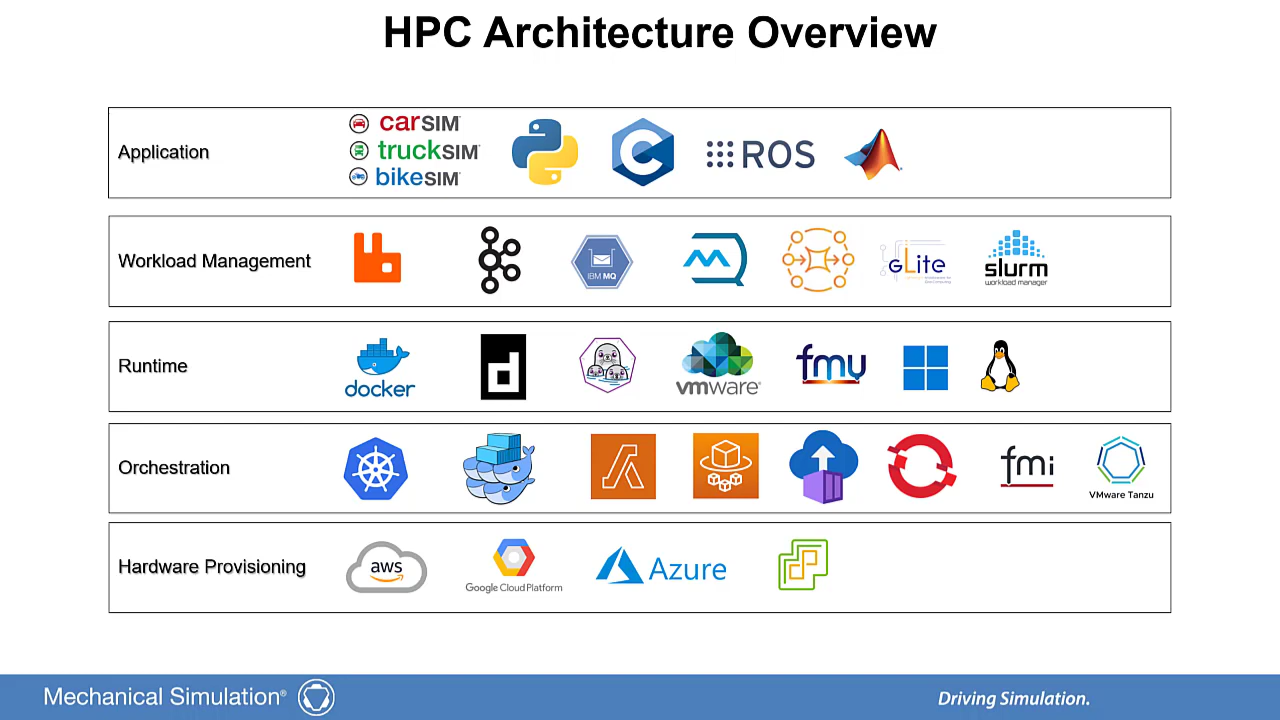 HPC Architecture Overview
Application
carSIM
truckSIM
bikeSIM
C
ROS
Workload Management
IBM MQ
gLite
slurm
workload manager
Runtime
docker
d
vmware®
fmu
Orchestration
fmi
VMware Tanzu
Hardware Provisioning
aws
Google Cloud Platform
Azure
Mechanical Simulation®
Driving Simulation.